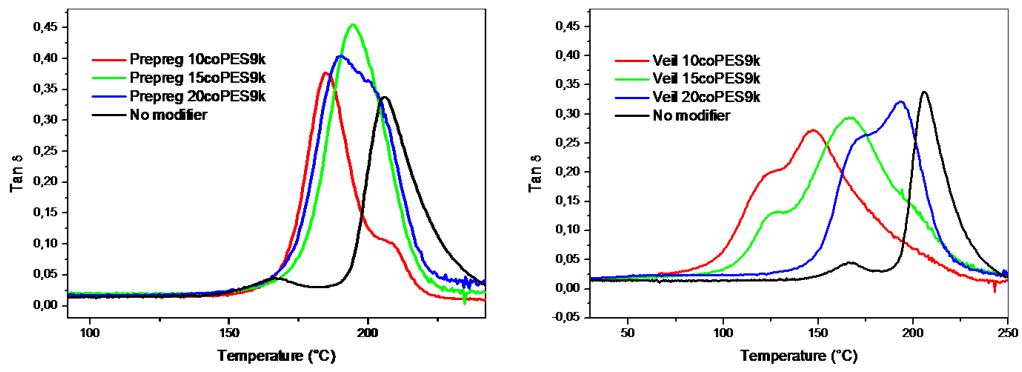 0,45
0,40
0,35
0,30
0,25
0,20
0,15
0,10
0,05
0,00
Tan δ
Prepreg 10coPES9k
Prepreg 15coPES9k
Prepreg 20coPES9k
No modifier
100
150
200
Temperature (°C)
0,45
0,40
0,35
0,30
0,25
0,20
0,15
0,10
0,05
0,00
-0,05
Tan δ
Veil 10coPES9k
Veil 15coPES9k
Veil 20coPES9k
No modifier
50
100
150
200
250
Temperature (°C)